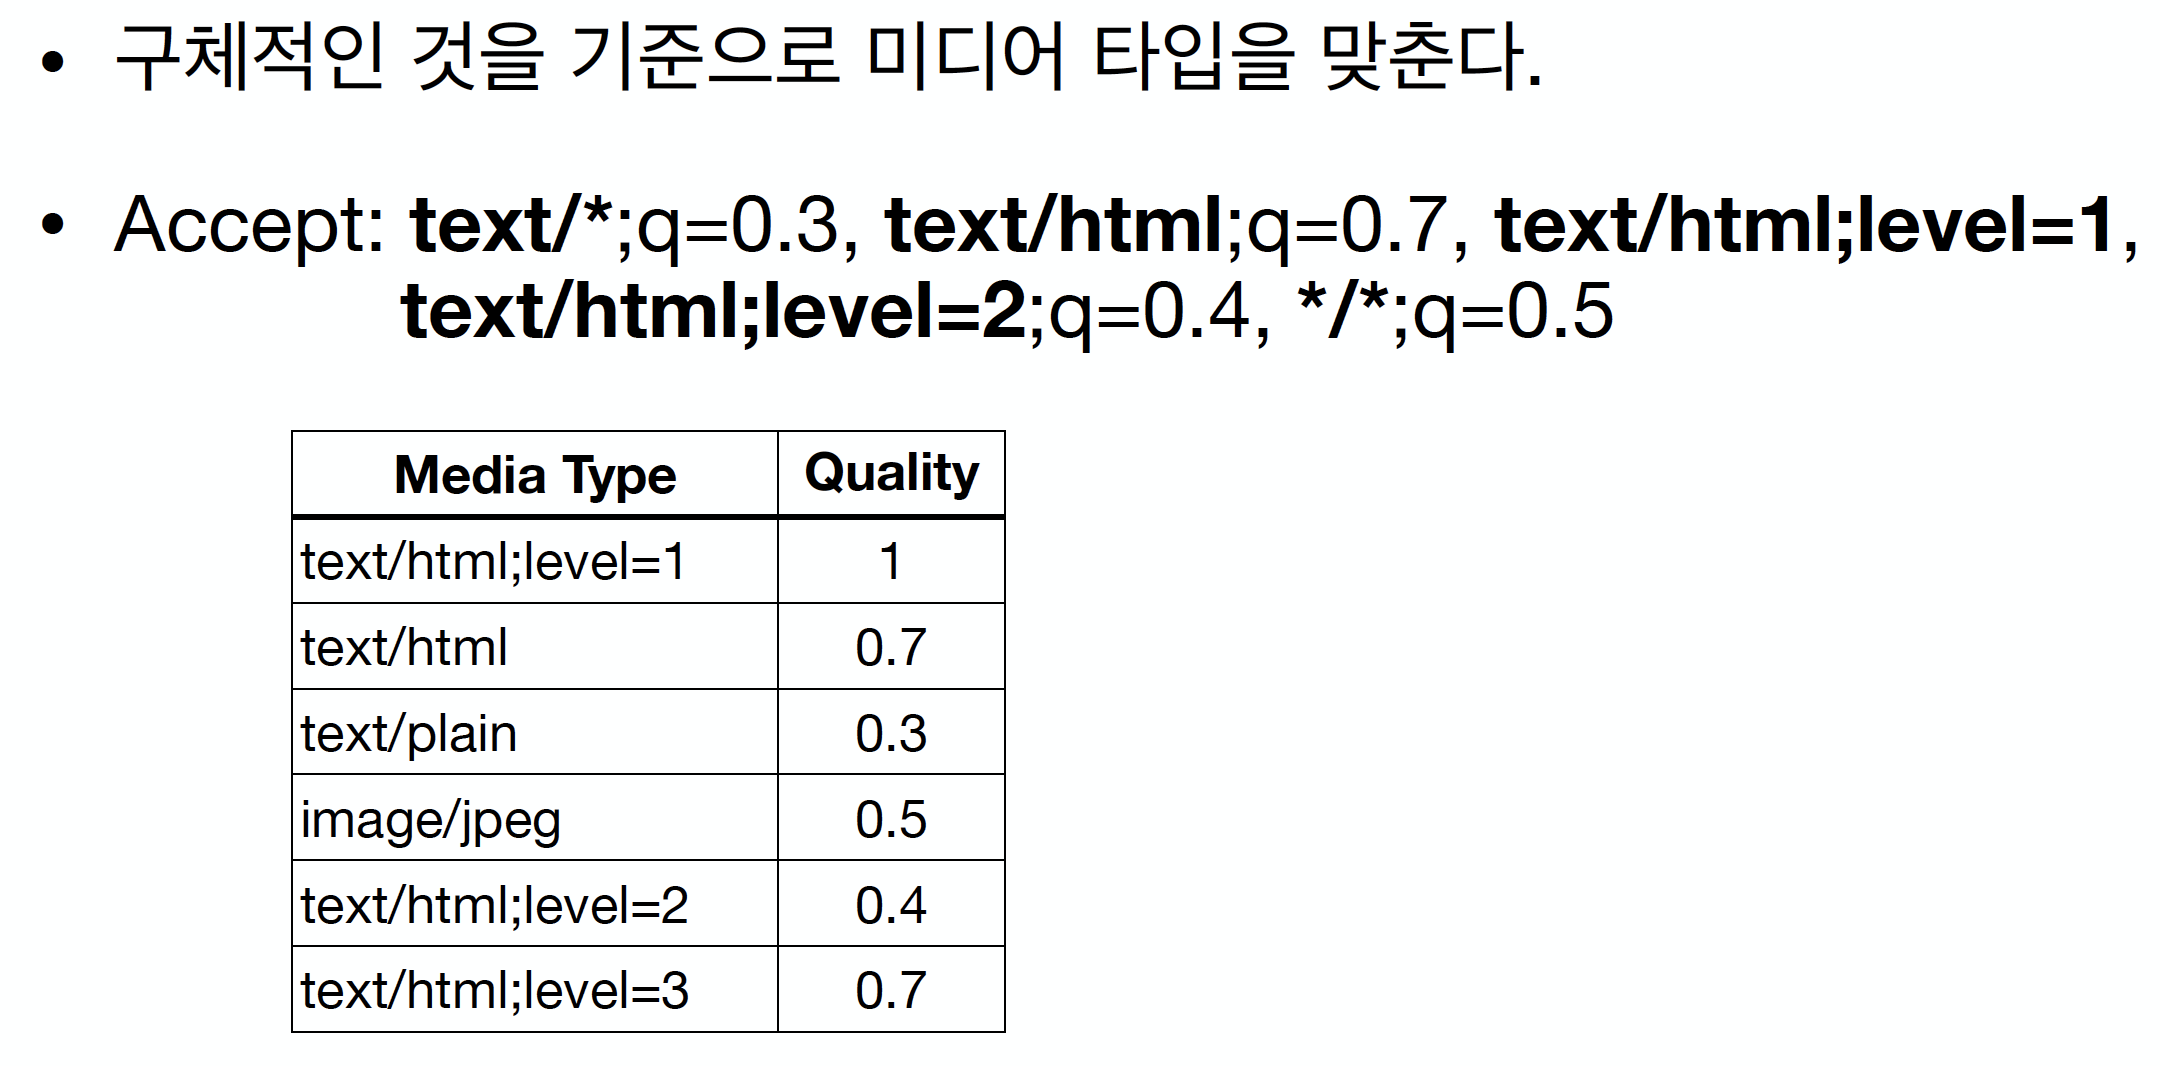 • 구체적인 것을 기준으로 미디어 타입을 맞춘다.
• Accept: text/*;q=0.3, text/html;q=0.7, text/html;level=1,
text/html;level=2;q=0.4, */*;q=0.5
Media Type Quality
text/html;level=1 1
text/html 0.7
text/plain 0.3
image/jpeg 0.5
text/html;level=2 0.4
text/html;level=3 0.7